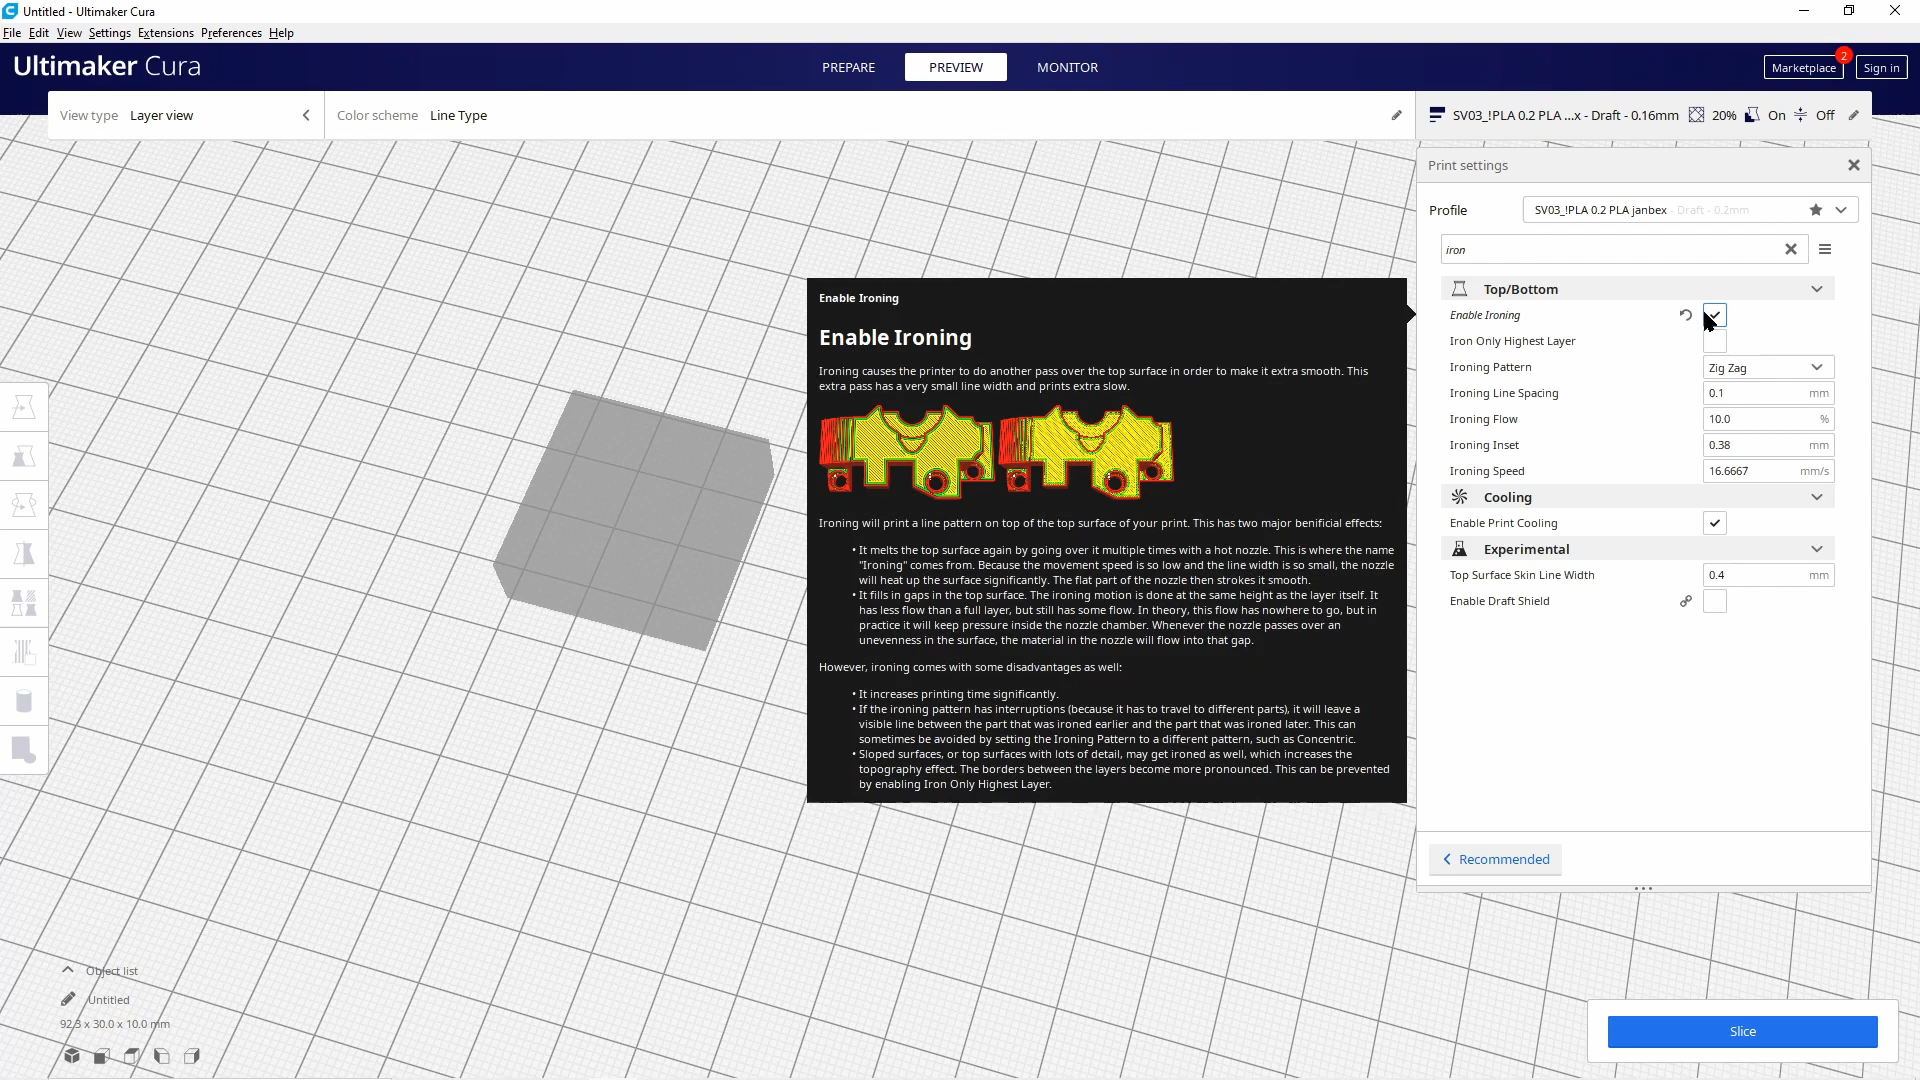 Untitled - Ultimaker Cura
File Edit View Settings Extensions Preferences Help
Ultimaker Cura
PREPARE PREVIEW MONITOR
Marketplace 2 Sign in
View type Layer view
Color scheme Line Type
SV03_!PLA 0.2 PLA ...x - Draft - 0.16mm 20% On Off
Print settings
Profile SV03_!PLA 0.2 PLA janbex - Draft - 0.2mm
iron
Top/Bottom
Enable Ironing
Iron Only Highest Layer
Ironing Pattern Zig Zag
Ironing Line Spacing 0.1 mm
Ironing Flow 10.0 %
Ironing Inset 0.38 mm
Ironing Speed 16.6667 mm/s
Cooling
Enable Print Cooling
Experimental
Top Surface Skin Line Width 0.4 mm
Enable Draft Shield
Recommended
Enable Ironing
Enable Ironing
Ironing causes the printer to do another pass over the top surface in order to make it extra smooth. This
extra pass has a very small line width and prints extra slow.
Ironing will print a line pattern on top of the top surface of your print. This has two major benificial effects:
• It melts the top surface again by going over it multiple times with a hot nozzle. This is where the name
"Ironing" comes from. Because the movement speed is so low and the line width is so small, the nozzle
will heat up the surface significantly. The flat part of the nozzle then strokes it smooth.
• It fills in gaps in the top surface. The ironing motion is done at the same height as the layer itself. It
has less flow than a full layer, but still has some flow. In theory, this flow has nowhere to go, but in
practice it will keep pressure inside the nozzle chamber. Whenever the nozzle passes over an
unevenness in the surface, the material in the nozzle will flow into that gap.
However, ironing comes with some disadvantages as well:
• It increases printing time significantly.
• If the ironing pattern has interruptions (because it has to travel to different parts), it will leave a
visible line between the part that was ironed earlier and the part that was ironed later. This can
sometimes be avoided by setting the Ironing Pattern to a different pattern, such as Concentric.
• Sloped surfaces, or top surfaces with lots of detail, may get ironed as well, which increases the
topography effect. The borders between the layers become more pronounced. This can be prevented
by enabling Iron Only Highest Layer.
Object list
Untitled
92.3 x 30.0 x 10.0 mm
Slice